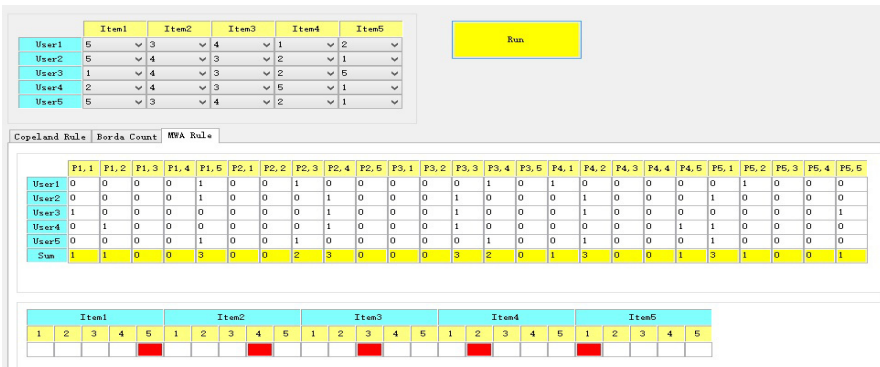 Item1 Item2 Item3 Item4 Item5
User1 5 3 4 1 2
User2 5 4 3 2 1
User3 1 4 3 2 5
User4 2 4 3 5 1
User5 5 3 4 2 1
Run
Copeland Rule Borda Count MWA Rule
P1,1 P1,2 P1,3 P1,4 P1,5 P2,1 P2,2 P2,3 P2,4 P2,5 P3,1 P3,2 P3,3 P3,4 P3,5 P4,1 P4,2 P4,3 P4,4 P4,5 P5,1 P5,2 P5,3 P5,4 P5,5
User1 0 0 0 0 1 0 0 1 0 0 0 0 0 1 0 1 0 0 0 0 0 1 0 0 0
User2 0 0 0 0 1 0 0 0 1 0 0 0 1 0 0 0 1 0 0 0 1 0 0 0 0
User3 1 0 0 0 0 0 0 0 1 0 0 0 1 0 0 0 1 0 0 0 0 0 0 0 1
User4 0 1 0 0 0 0 0 0 1 0 0 0 1 0 0 0 0 0 0 1 1 0 0 0 0
User5 0 0 0 0 1 0 0 1 0 0 0 0 0 1 0 0 1 0 0 0 1 0 0 0 0
Sum 1 1 0 0 3 0 0 2 3 0 0 0 3 2 0 1 3 0 0 1 3 1 0 0 1
Item1 Item2 Item3 Item4 Item5
1 2 3 4 5 1 2 3 4 5 1 2 3 4 5 1 2 3 4 5 1 2 3 4 5